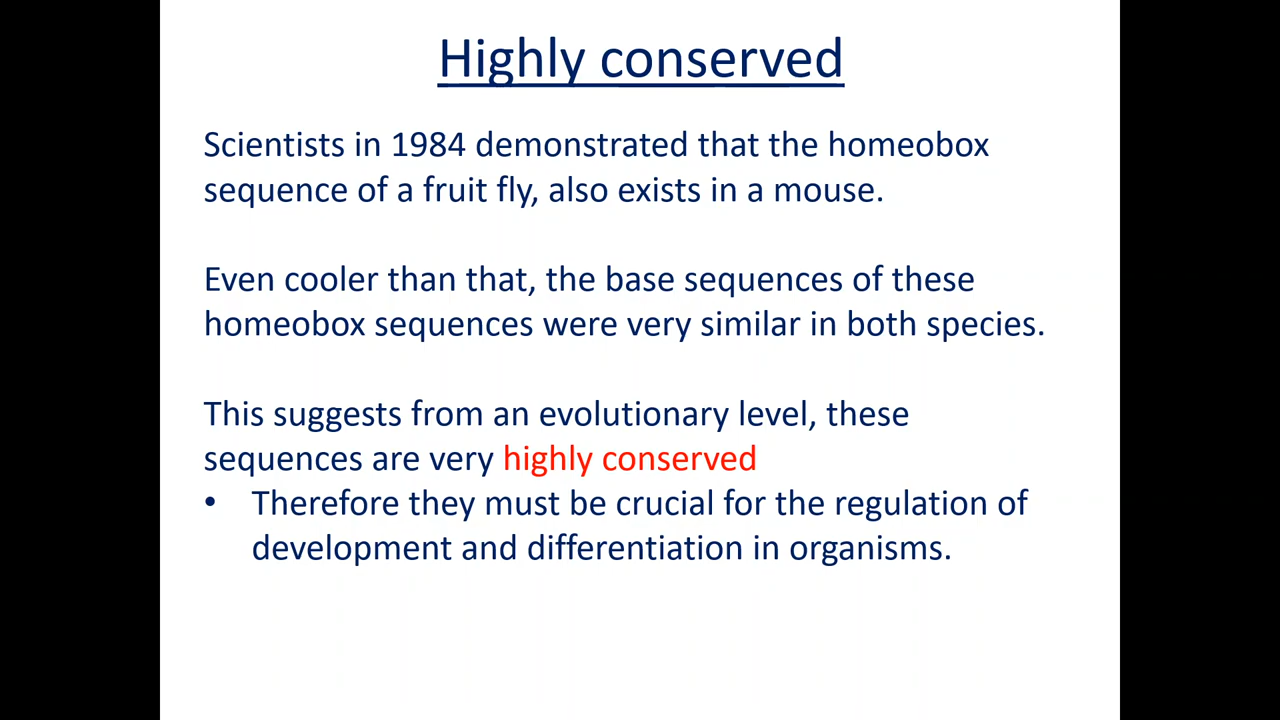 Highly conserved
Scientists in 1984 demonstrated that the homeobox
sequence of a fruit fly, also exists in a mouse.
Even cooler than that, the base sequences of these
homeobox sequences were very similar in both species.
This suggests from an evolutionary level, these
sequences are very highly conserved
• Therefore they must be crucial for the regulation of
development and differentiation in organisms.